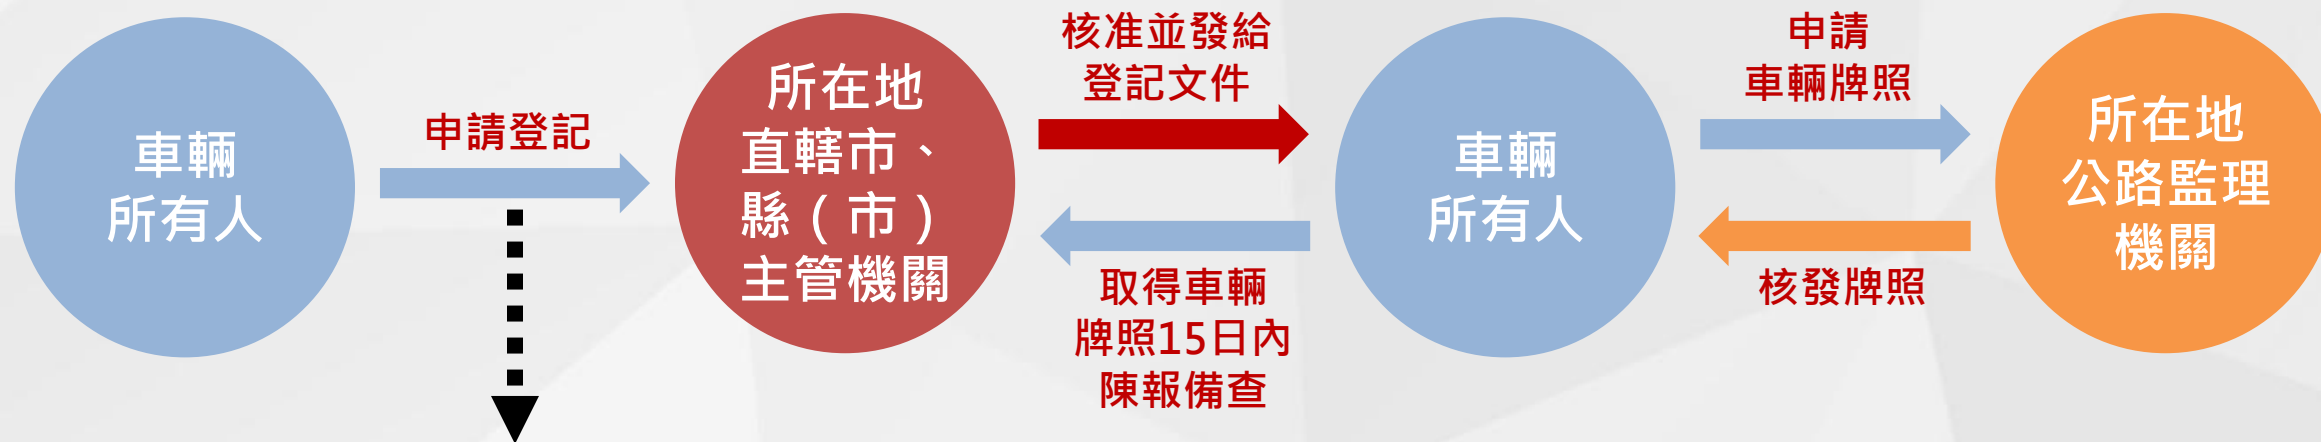 車輛
所有人
申請登記
所在地
直轄市、
縣（市）
主管機關
核准並發給
登記文件
取得車輛
牌照15日內
陳報備查
車輛
所有人
申請
車輛牌照
核發牌照
所在地
公路監理
機關